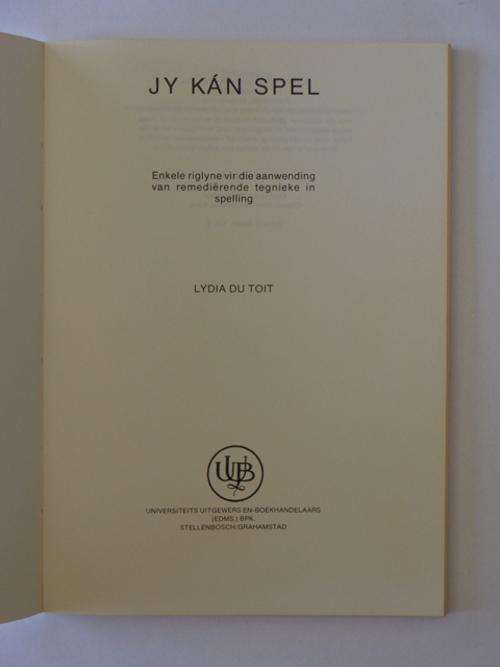 JY KÁN SPEL
Enkele riglyne vir die aanwending
van remediërende tegnieke in
spelling
LYDIA DU TOIT
UUB
UNIVERSITEITS UITGEWERS EN-BOEKHANDELAARS
(EDMS.) BPK.
STELLENBOSCH/GRAHAMSTAD